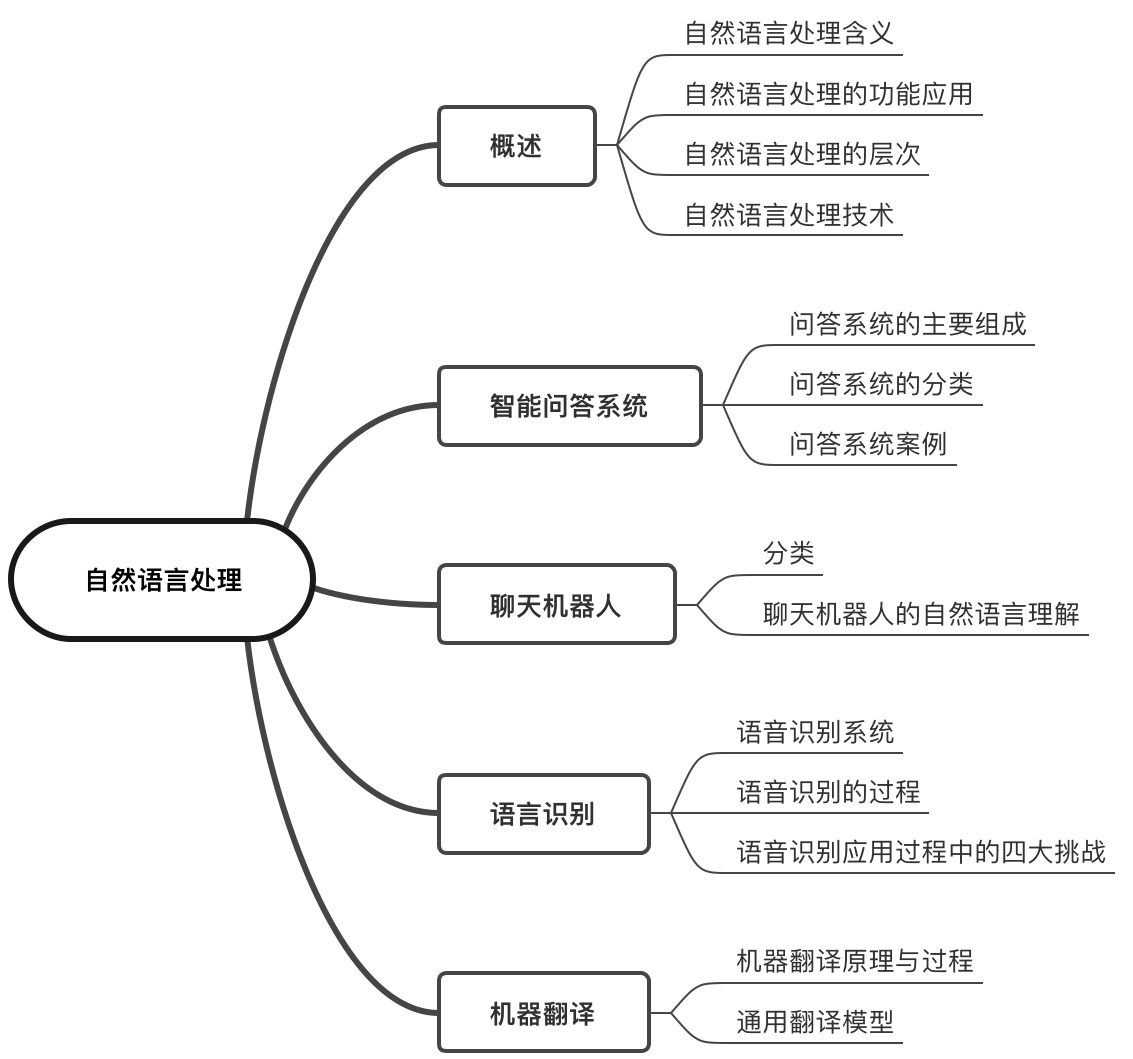 自然语言处理
概述
自然语言处理含义
自然语言处理的功能应用
自然语言处理的层次
自然语言处理技术
智能问答系统
问答系统的主要组成
问答系统的分类
问答系统案例
聊天机器人
分类
聊天机器人的自然语言理解
语言识别
语音识别系统
语音识别的过程
语音识别应用过程中的四大挑战
机器翻译
机器翻译原理与过程
通用翻译模型